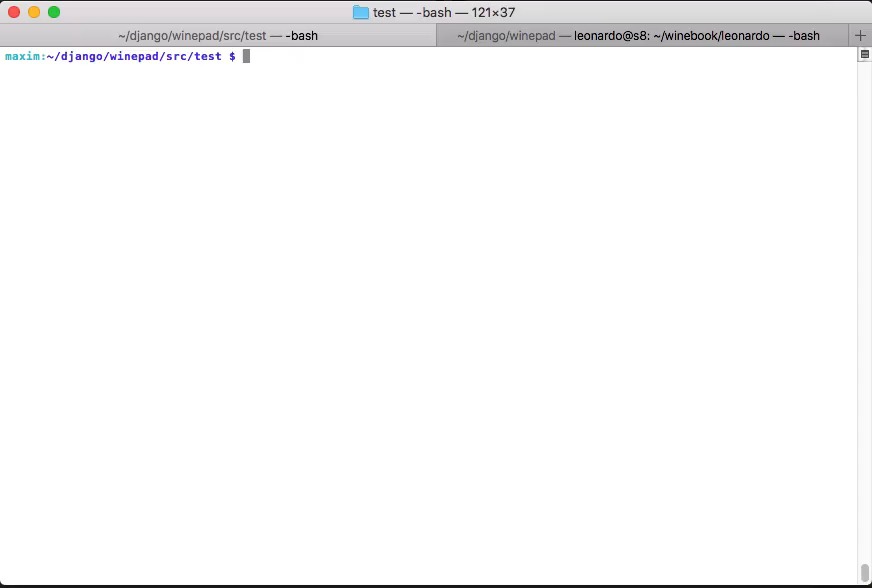 test — -bash — 121×37
~/django/winepad/src/test — -bash
~/django/winepad — leonardo@s8: ~/winebook/leonardo — -bash
maxim:~/django/winepad/src/test $